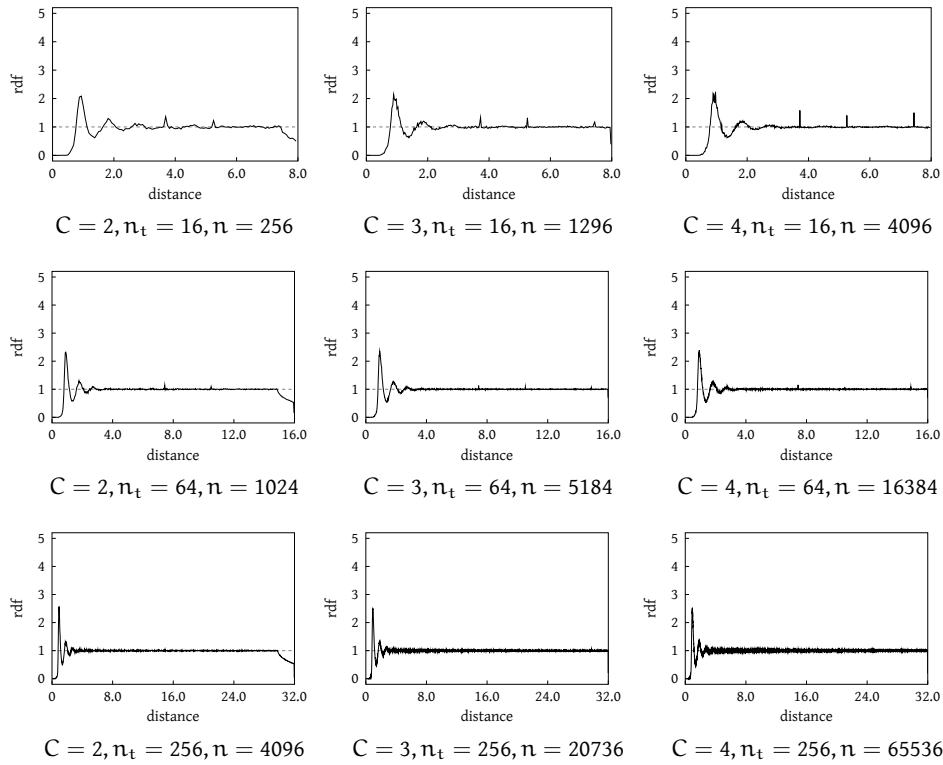 5
4
3
2
1
0
rdf
2.0 4.0 6.0 8.0
0
distance
C = 2, nₜ = 16, n = 256
5
4
3
2
1
0
rdf
0 2.0 4.0 6.0 8.0
distance
C = 3, nₜ = 16, n = 1296
5
4
3
2
1
0
rdf
0 2.0 4.0 6.0 8.0
distance
C = 4, nₜ = 16, n = 4096
5
4
3
2
1
0
rdf
0 4.0 8.0 12.0 16.0
distance
C = 2, nₜ = 64, n = 1024
5
4
3
2
1
0
rdf
0 4.0 8.0 12.0 16.0
distance
C = 3, nₜ = 64, n = 5184
5
4
3
2
1
0
rdf
0 4.0 8.0 12.0 16.0
distance
C = 4, nₜ = 64, n = 16384
5
4
3
2
1
0
rdf
0 8.0 16.0 24.0 32.0
distance
C = 2, nₜ = 256, n = 4096
5
4
3
2
1
0
rdf
0 8.0 16.0 24.0 32.0
distance
C = 3, nₜ = 256, n = 20736
5
4
3
2
1
0
rdf
0 8.0 16.0 24.0 32.0
distance
C = 4, nₜ = 256, n = 65536